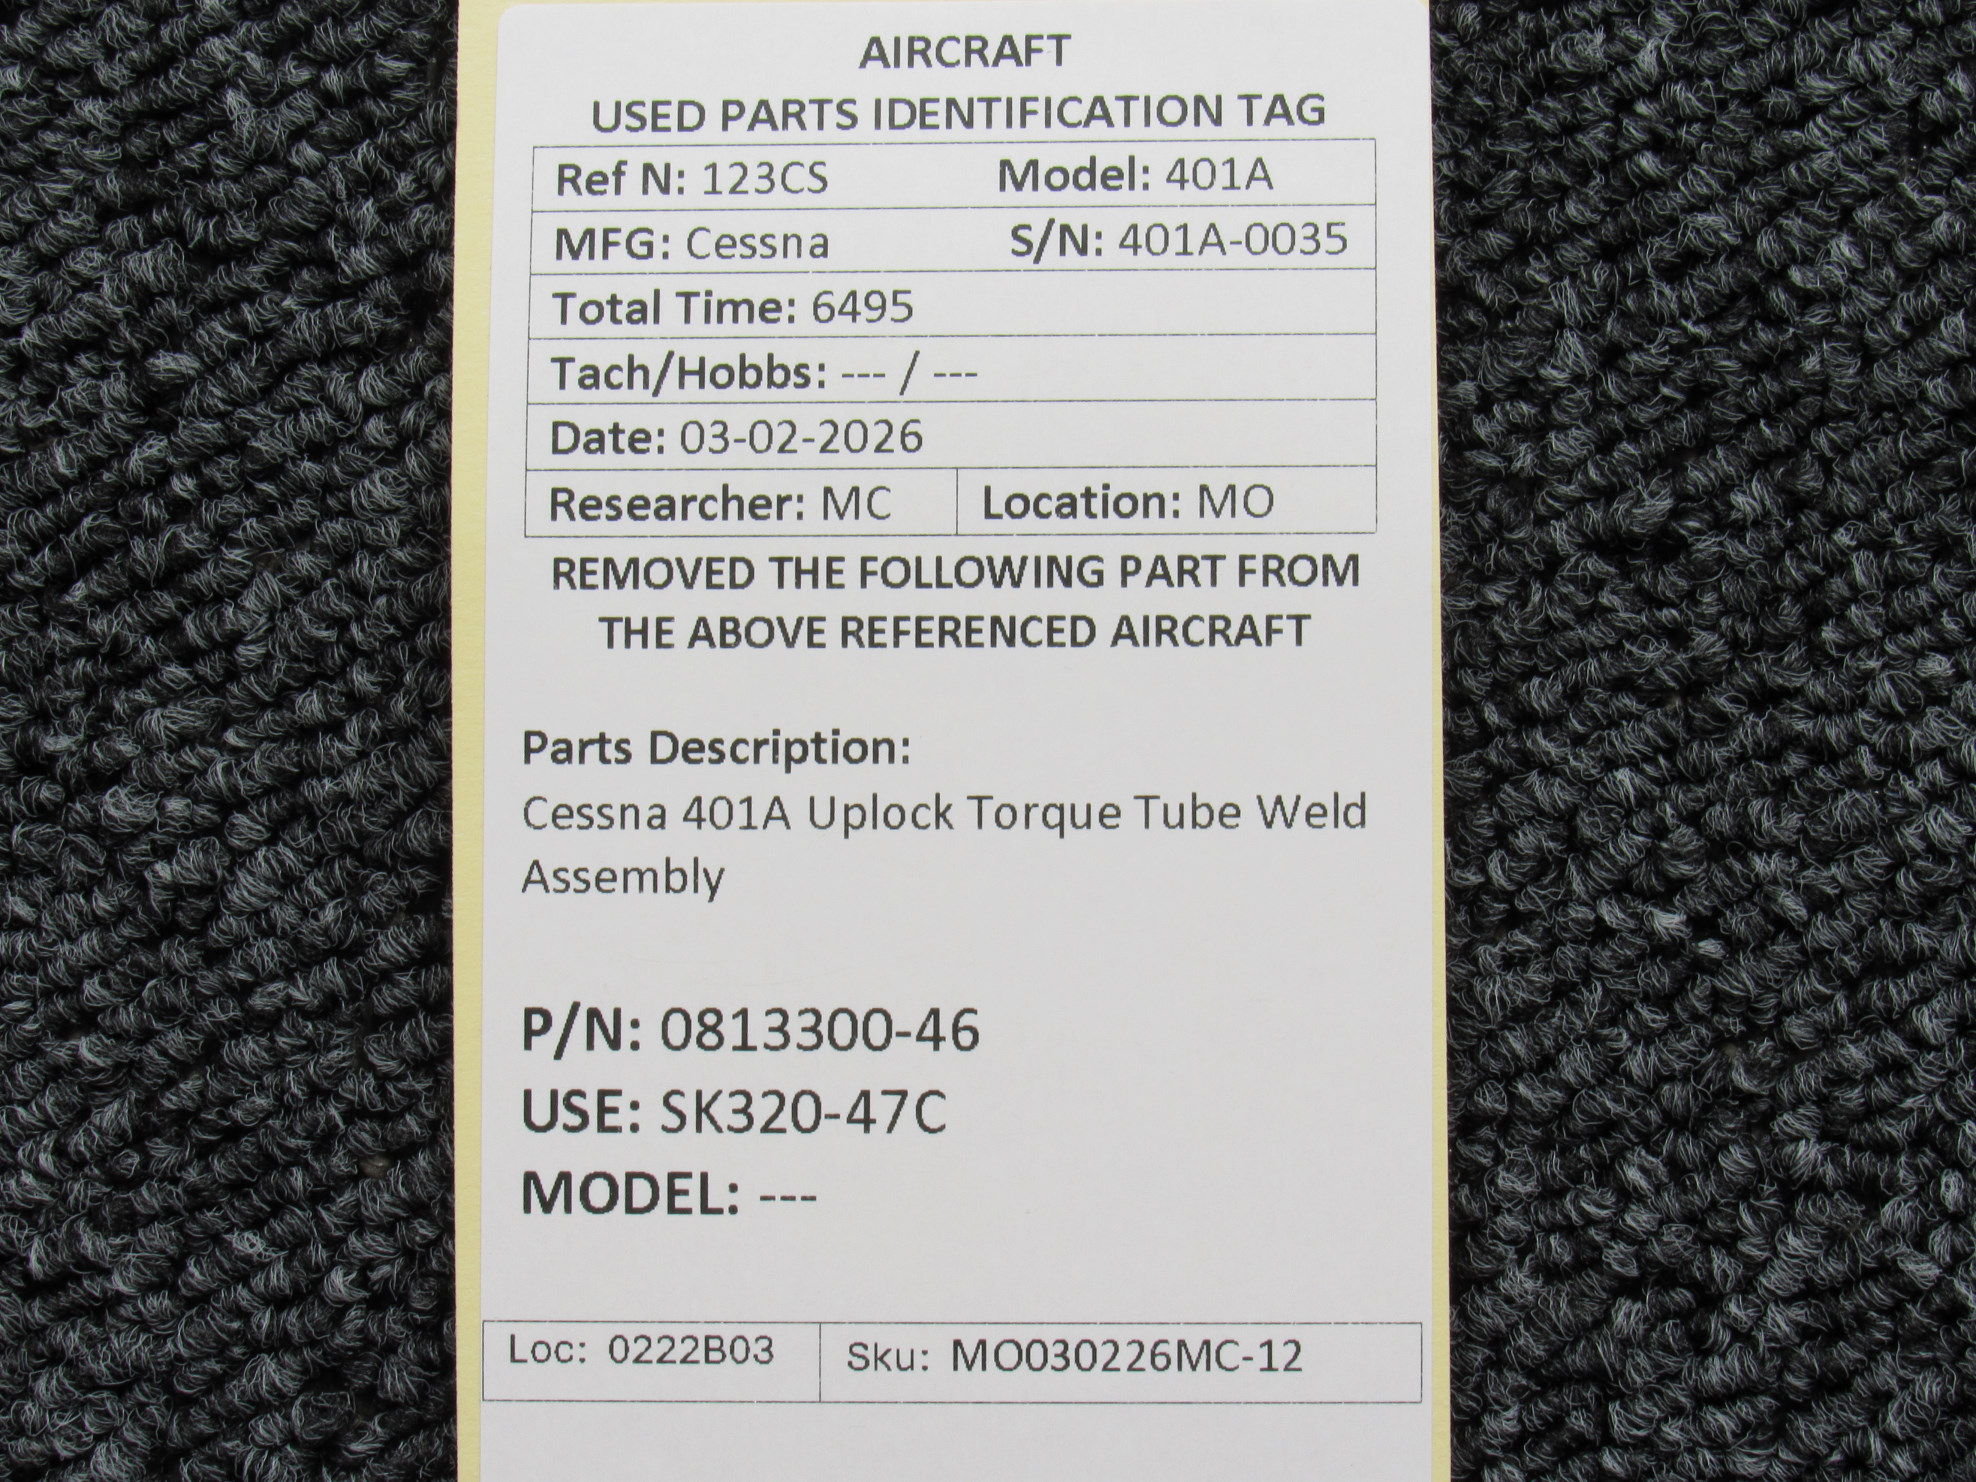 AIRCRAFT
USED PARTS IDENTIFICATION TAG
Ref N: 123CS Model: 401A
MFG: Cessna S/N: 401A-0035
Total Time: 6495
Tach/Hobbs: --- / ---
Date: 03-02-2026
Researcher: MC Location: MO
REMOVED THE FOLLOWING PART FROM
THE ABOVE REFERENCED AIRCRAFT
Parts Description:
Cessna 401A Uplock Torque Tube Weld
Assembly
P/N: 0813300-46
USE: SK320-47C
MODEL: ---
Loc: 0222B03 Sku: MO030226MC-12